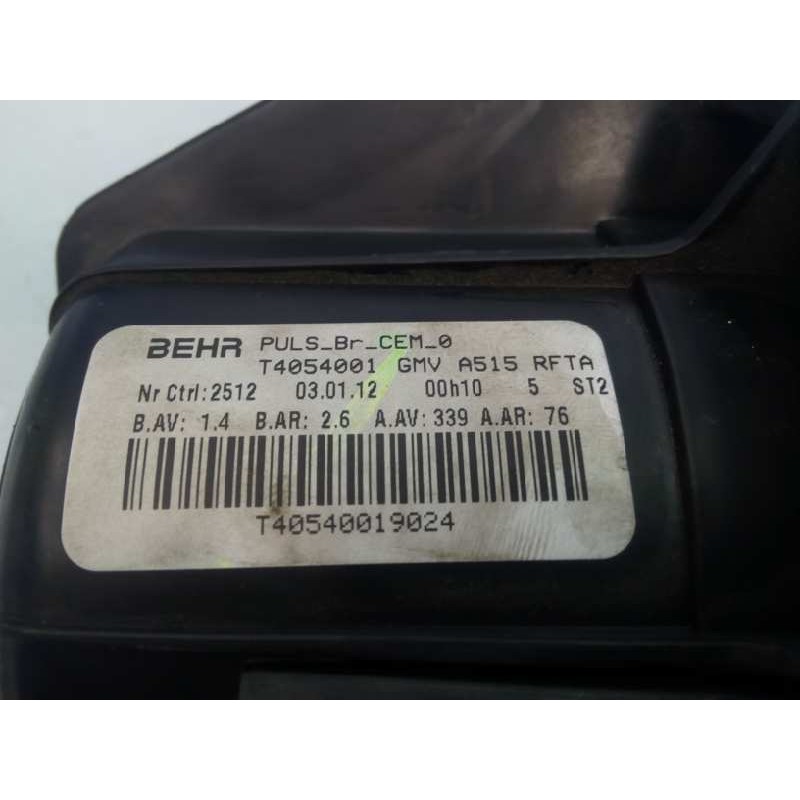 BEHR PULS_Br_CEM_0
T4054001 GMV A515 RFTA
Nr Ctrl:2512 03.01.12 00h10 5 ST2
B.AV: 1.4 B.AR: 2.6 A.AV:339 A.AR: 76
T40540019024